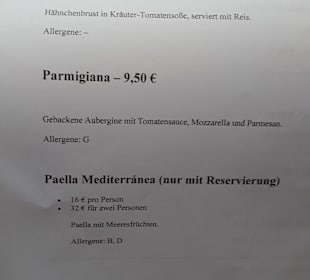 Hähnchenbrust in Kräuter-Tomatensoße, serviert mit Reis.
Allergene: –
Parmigiana – 9,50 €
Gebackene Aubergine mit Tomatensauce, Mozzarella und Parmesan.
Allergene: G
Paella Mediterránea (nur mit Reservierung)
• 16 € pro Person
• 32 € für zwei Personen
Paella mit Meeresfrüchten.
Allergene: B, D